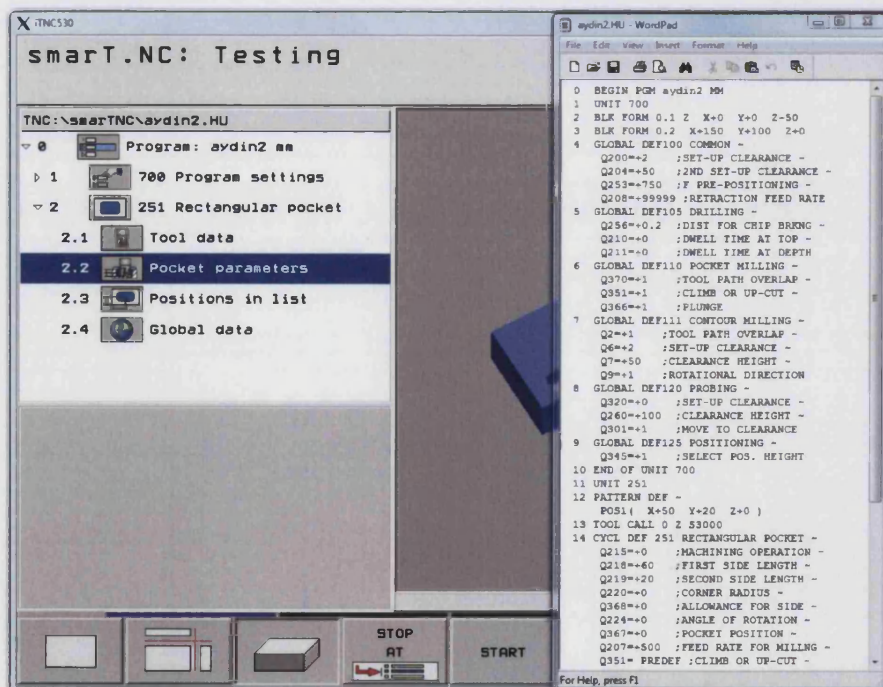 iTNC530
smarT.NC: Testing
TNC:\smarTNC\aydin2.HU
0 Program: aydin2 mm
1 700 Program settings
2 251 Rectangular pocket
2.1 Tool data
2.2 Pocket parameters
2.3 Positions in list
2.4 Global data
STOP
AT
START
aydin2.HU - WordPad
File Edit View Insert Format Help
0 BEGIN PGM aydin2 MM
1 UNIT 700
2 BLK FORM 0.1 Z X+0 Y+0 Z-50
3 BLK FORM 0.2 X+150 Y+100 Z+0
4 GLOBAL DEF100 COMMON ~
Q200=+2 ;SET-UP CLEARANCE ~
Q204=+50 ;2ND SET-UP CLEARANCE ~
Q253=+750 ;F PRE-POSITIONING ~
Q208=+99999 ;RETRACTION FEED RATE
5 GLOBAL DEF105 DRILLING ~
Q256=+0.2 ;DIST FOR CHIP BRKNG ~
Q210=+0 ;DWELL TIME AT TOP ~
Q211=+0 ;DWELL TIME AT DEPTH
6 GLOBAL DEF110 POCKET MILLING ~
Q370=+1 ;TOOL PATH OVERLAP ~
Q351=+1 ;CLIMB OR UP-CUT ~
Q366=+1 ;PLUNGE
7 GLOBAL DEF111 CONTOUR MILLING ~
Q2=+1 ;TOOL PATH OVERLAP ~
Q6=+2 ;SET-UP CLEARANCE ~
Q7=+50 ;CLEARANCE HEIGHT ~
Q9=+1 ;ROTATIONAL DIRECTION
8 GLOBAL DEF120 PROBING ~
Q320=+0 ;SET-UP CLEARANCE ~
Q260=+100 ;CLEARANCE HEIGHT ~
Q301=+1 ;MOVE TO CLEARANCE
9 GLOBAL DEF125 POSITIONING ~
Q345=+1 ;SELECT POS. HEIGHT
10 END OF UNIT 700
11 UNIT 251
12 PATTERN DEF ~
POS1( X+50 Y+20 Z+0 )
13 TOOL CALL 0 Z S3000
14 CYCL DEF 251 RECTANGULAR POCKET ~
Q215=+0 ;MACHINING OPERATION ~
Q218=+60 ;FIRST SIDE LENGTH ~
Q219=+20 ;SECOND SIDE LENGTH ~
Q220=+0 ;CORNER RADIUS ~
Q368=+0 ;ALLOWANCE FOR SIDE ~
Q224=+0 ;ANGLE OF ROTATION ~
Q367=+0 ;POCKET POSITION ~
Q207=+500 ;FEED RATE FOR MILLNG ~
Q351= PREDEF ;CLIMB OR UP-CUT ~
For Help, press F1